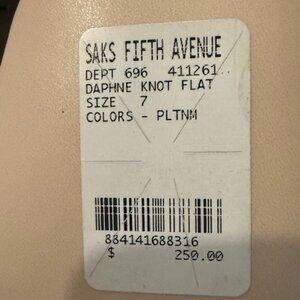 SAKS FIFTH AVENUE
DEPT 696 411261
DAPHNE KNOT FLAT
SIZE 7
COLORS - PLTNM
884141688316
$ 250.00